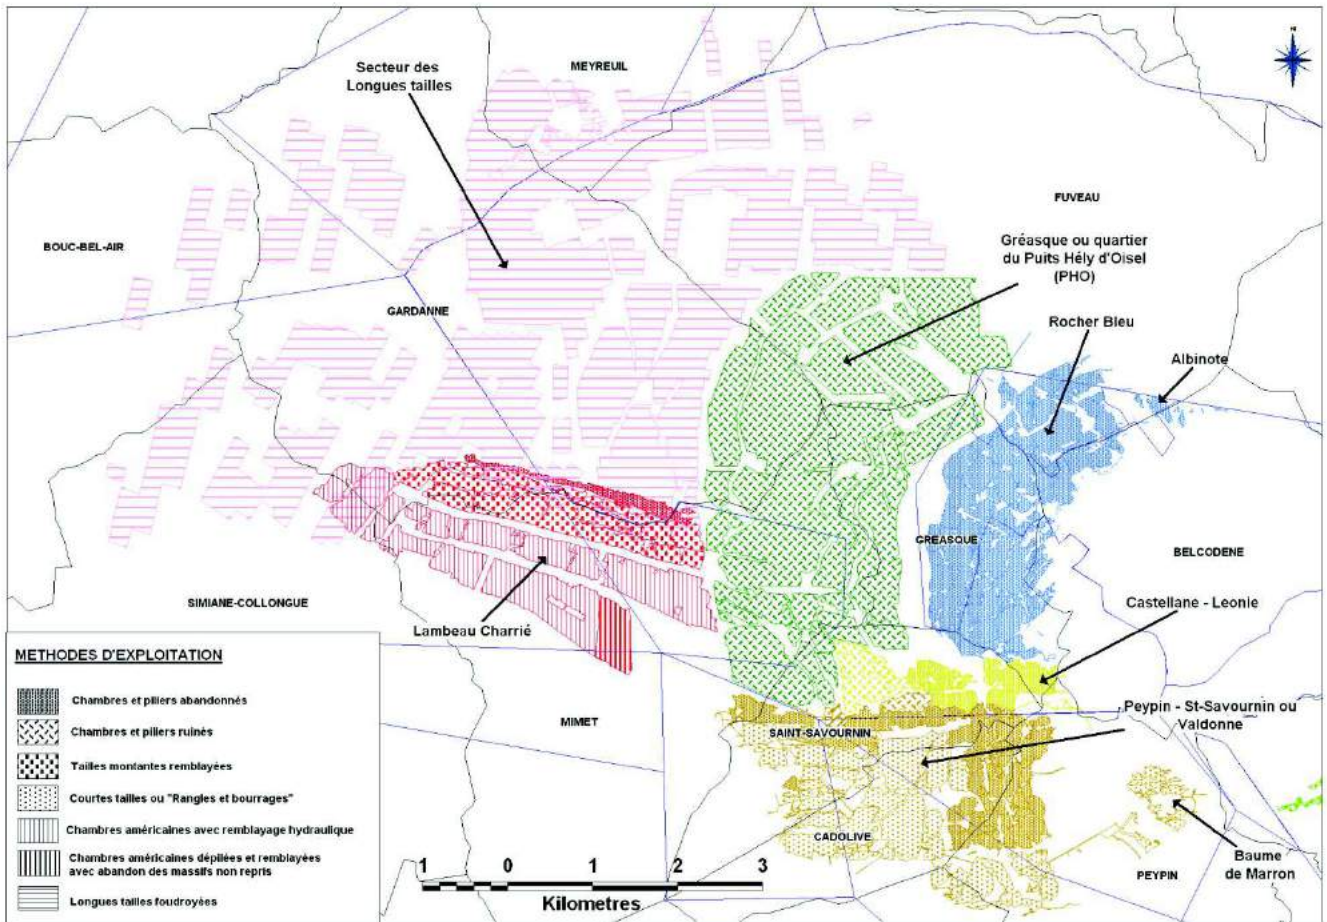 N
MEYREUIL
Secteur des
Longues tailles
FUVEAU
BOUC-BEL-AIR
Gréasque ou quartier
du Puits Hély d'Oisel
(PHO)
GARDANNE
Rocher Bleu
Albinote
GREASQUE
BELCODENE
SIMIANE-COLLONGUE
Castellane - Leonie
Lambeau Charrié
Peypin - St-Savournin ou
Valdonne
MIMET
SAINT-SAVOURNIN
CADOLIVE
Baume
de Marron
PEYPIN
METHODES D'EXPLOITATION
Chambres et piliers abandonnés
Chambres et piliers ruinés
Tailles montantes remblayées
Courtes tailles ou "Rangles et bourrages"
Chambres américaines avec remblayage hydraulique
Chambres américaines dépilées et remblayées
avec abandon des massifs non repris
Longues tailles foudroyées
1 0 1 2 3
Kilometres